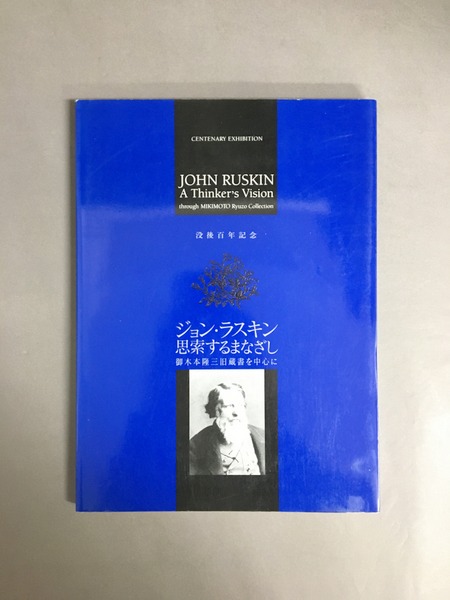 CENTENARY EXHIBITION
JOHN RUSKIN
A Thinker's Vision
through MIKIMOTO Ryuzo Collection
没後百年記念
ジョン・ラスキン
思索するまなざし
御木本隆三旧蔵書を中心に